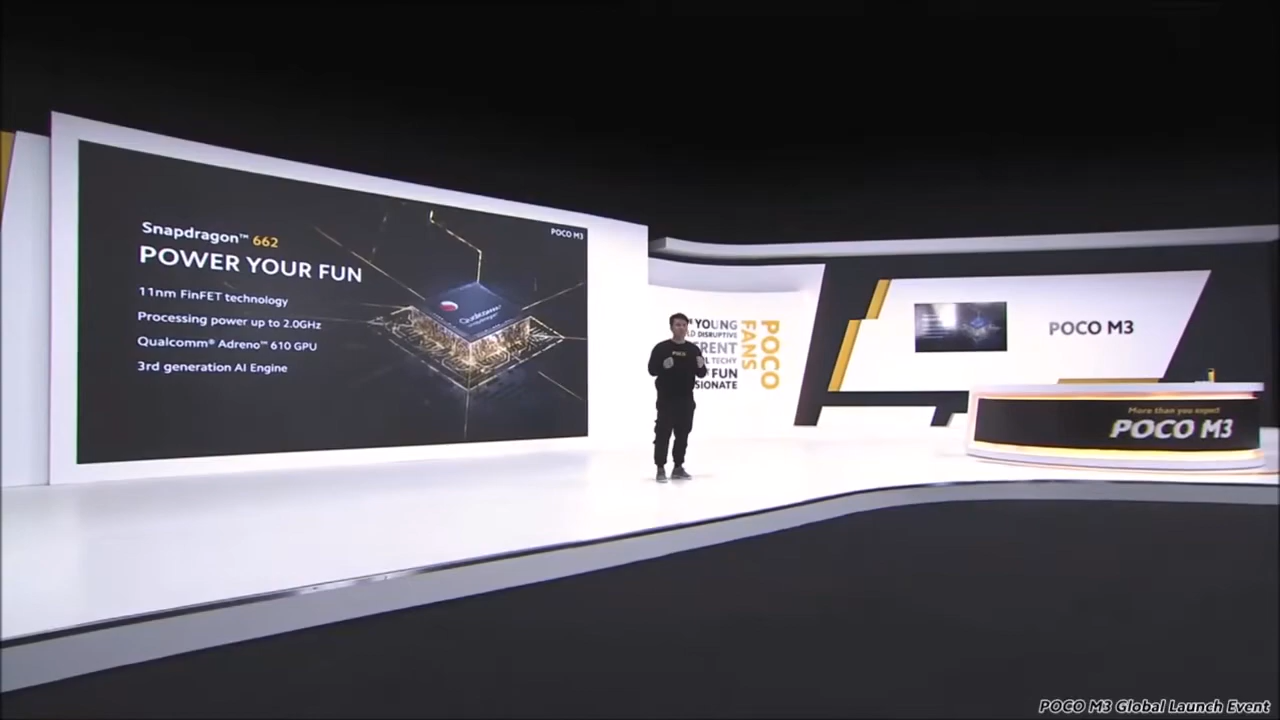 Snapdragon™ 662
POWER YOUR FUN
11nm FinFET technology
Processing power up to 2.0GHz
Qualcomm® Adreno™ 610 GPU
3rd generation AI Engine
POCO M3
Qualcomm
POCO
YOUNG
DISRUPTIVE
TECHY
FUN
POCO
FANS
POCO M3
More than you expect
POCO M3
POCO M3 Global Launch Event